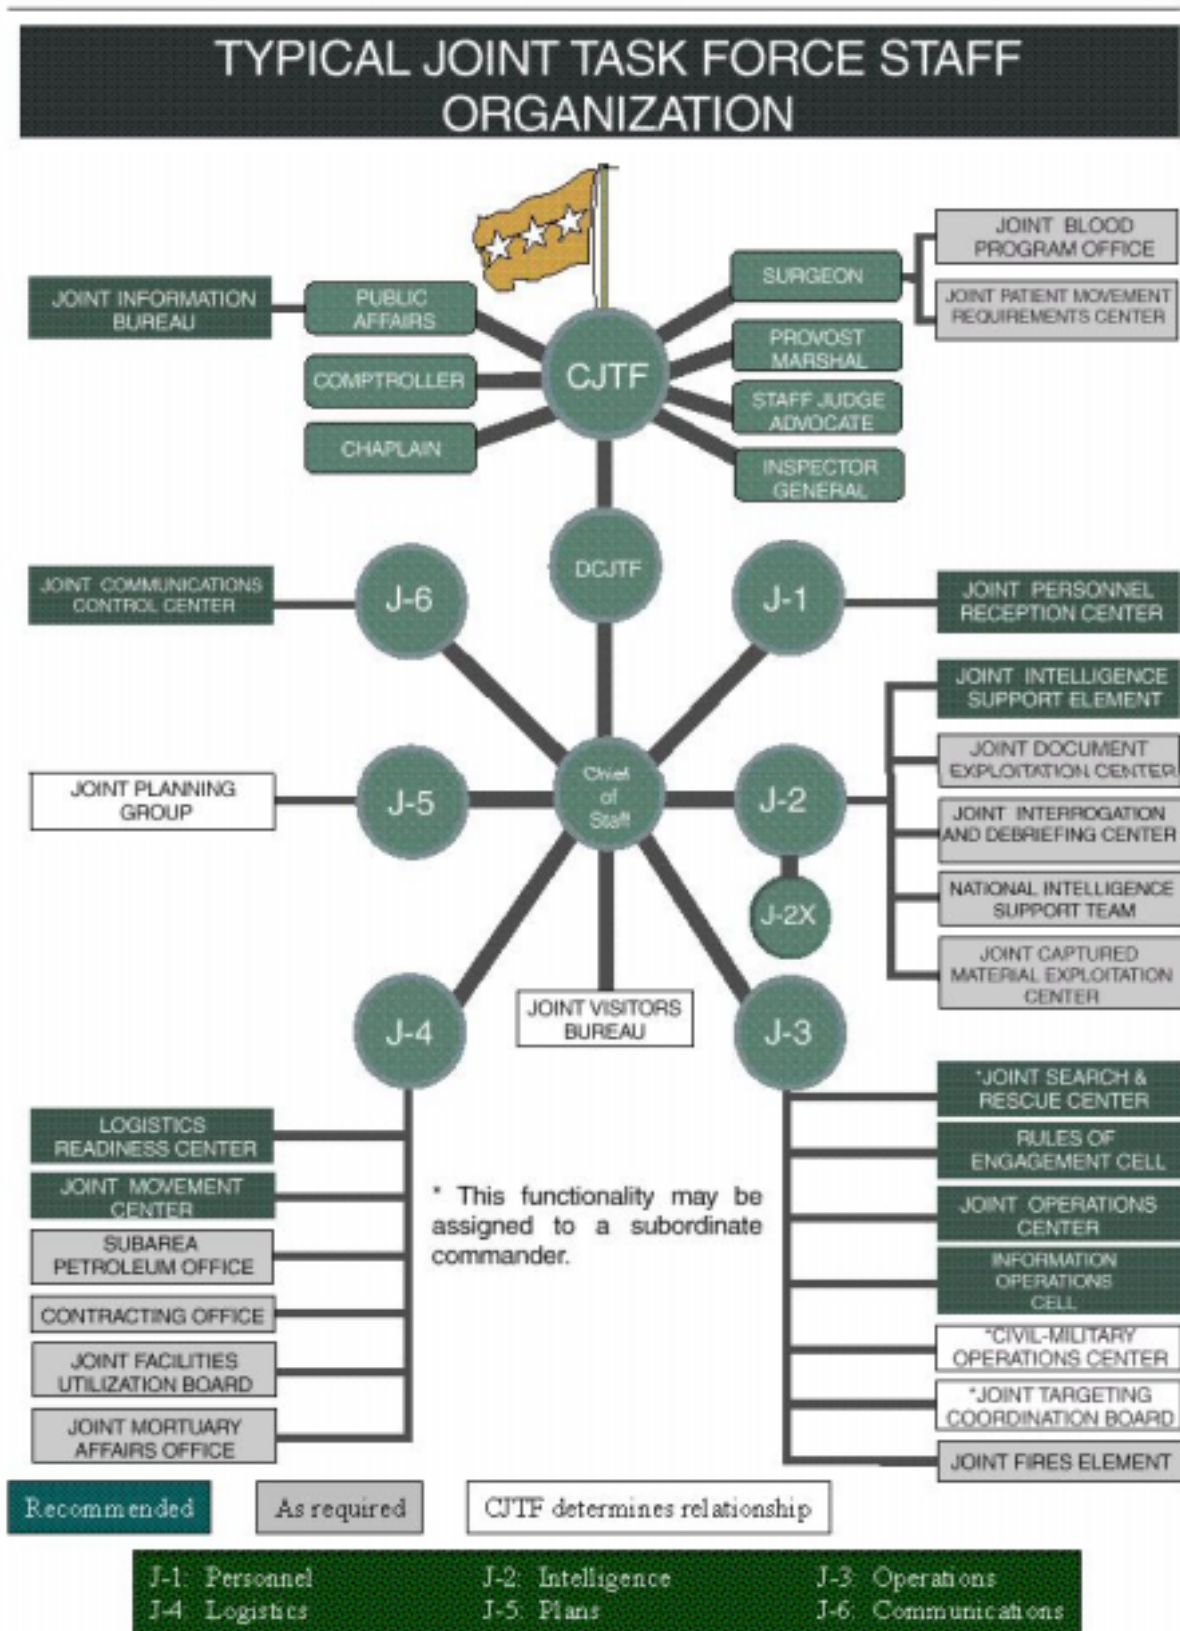 TYPICAL JOINT TASK FORCE STAFF
ORGANIZATION
JOINT BLOOD
PROGRAM OFFICE
SURGEON
JOINT PATIENT MOVEMENT
REQUIREMENTS CENTER
JOINT INFORMATION
BUREAU
PUBLIC
AFFAIRS
PROVOST
MARSHAL
CJTF
COMPTROLLER
STAFF JUDGE
ADVOCATE
CHAPLAIN
INSPECTOR
GENERAL
DCJTF
JOINT COMMUNICATIONS
CONTROL CENTER
J-6
J-1
JOINT PERSONNEL
RECEPTION CENTER
JOINT INTELLIGENCE
SUPPORT ELEMENT
JOINT DOCUMENT
EXPLOITATION CENTER
JOINT PLANNING
GROUP
J-5
Chief
of
Staff
J-2
JOINT INTERROGATION
AND DEBRIEFING CENTER
J-2X
NATIONAL INTELLIGENCE
SUPPORT TEAM
JOINT CAPTURED
MATERIAL EXPLOITATION
CENTER
J-4
JOINT VISITORS
BUREAU
J-3
*JOINT SEARCH &
RESCUE CENTER
RULES OF
ENGAGEMENT CELL
JOINT OPERATIONS
CENTER
INFORMATION
OPERATIONS
CELL
*CIVIL-MILITARY
OPERATIONS CENTER
*JOINT TARGETING
COORDINATION BOARD
JOINT FIRES ELEMENT
LOGISTICS
READINESS CENTER
JOINT MOVEMENT
CENTER
SUBAREA
PETROLEUM OFFICE
CONTRACTING OFFICE
JOINT FACILITIES
UTILIZATION BOARD
JOINT MORTUARY
AFFAIRS OFFICE
* This functionality may be
assigned to a subordinate
commander.
Recommended
As required
CJTF determines relationship
J-1: Personnel J-2: Intelligence J-3: Operations
J-4: Logistics J-5: Plans J-6: Communications